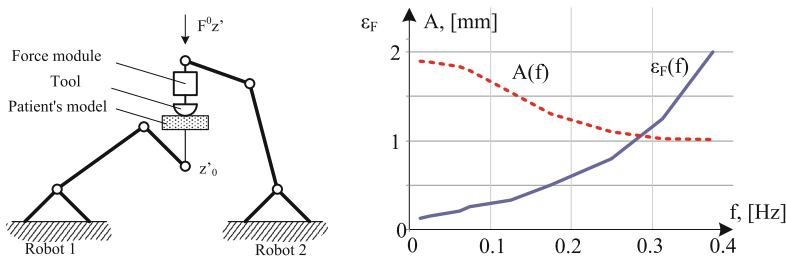 F⁰z'
Force module
Tool
Patient's model
z'₀
Robot 1
Robot 2
εF A, [mm]
2
A(f)
εF(f)
1
f, [Hz]
0
0 0.1 0.2 0.3 0.4